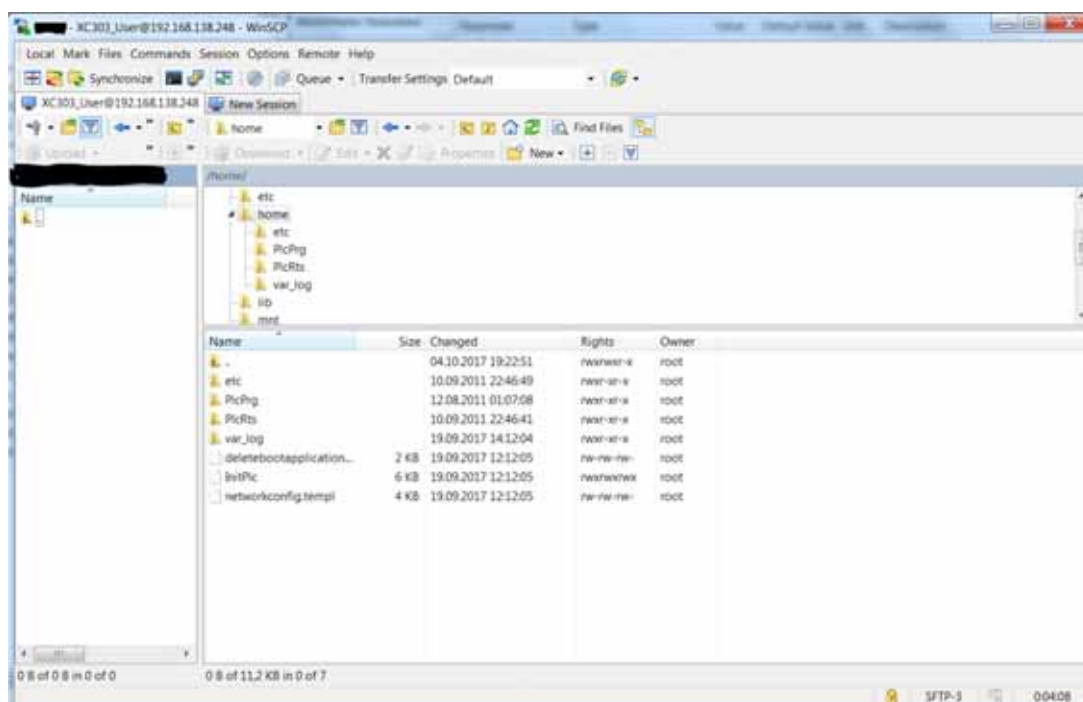 - XC303_User@192.168.138.248 - WinSCP
Local Mark Files Commands Session Options Remote Help
Synchronize Queue Transfer Settings Default
XC303_User@192.168.138.248 New Session
home Find Files
Upload Download Edit Properties New
/home/
Name
etc
home
etc
PlcPrg
PlcRts
var_log
lib
mnt
Name Size Changed Rights Owner
04.10.2017 19:22:51 rwxrwxr-x root
etc 10.09.2011 22:46:49 rwxr-xr-x root
PlcPrg 12.08.2011 01:07:08 rwxr-xr-x root
PlcRts 10.09.2011 22:46:41 rwxr-xr-x root
var_log 19.09.2017 14:12:04 rwxr-xr-x root
deletebootapplication... 2 KB 19.09.2017 12:12:05 rw-rw-rw- root
InitPlc 6 KB 19.09.2017 12:12:05 rwxrwxrwx root
networkconfig.templ 4 KB 19.09.2017 12:12:05 rw-rw-rw- root
0 B of 0 B in 0 of 0 0 B of 11,2 KB in 0 of 7
SFTP-3 0:04:08